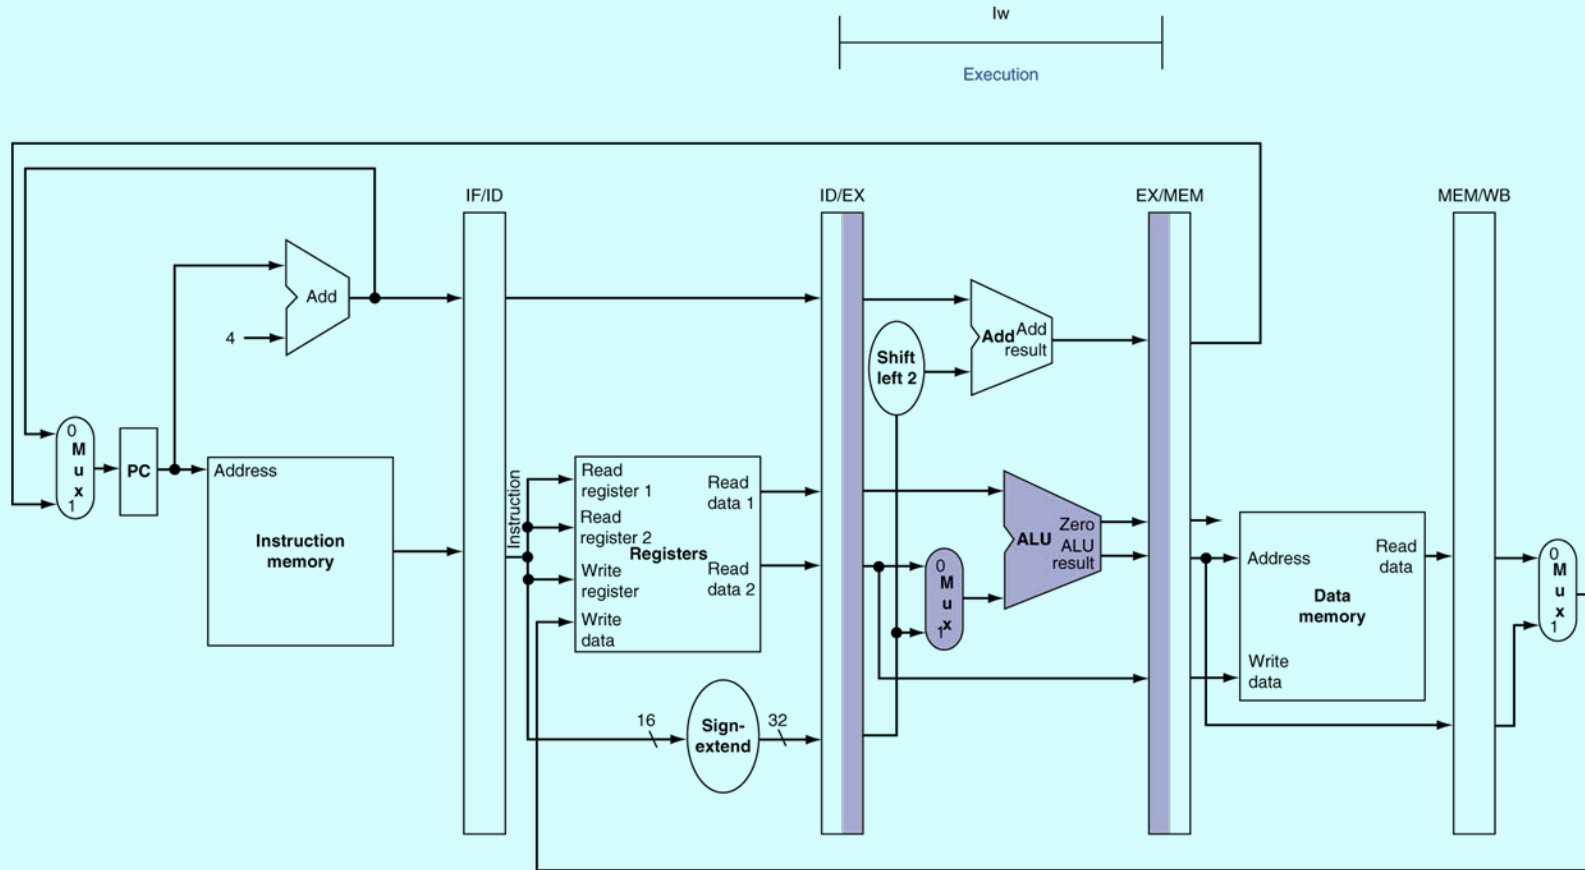 lw
Execution
IF/ID
ID/EX
EX/MEM
MEM/WB
Add
4
Add
Add
result
Shift
left 2
0
M
u
x
1
PC
Address
Instruction
memory
Instruction
Read
register 1
Read
register 2
Write
register
Write
data
Registers
Read
data 1
Read
data 2
16
Sign-
extend
32
0
M
u
x
1
ALU
Zero
ALU
result
Address
Read
data
Data
memory
Write
data
0
M
u
x
1